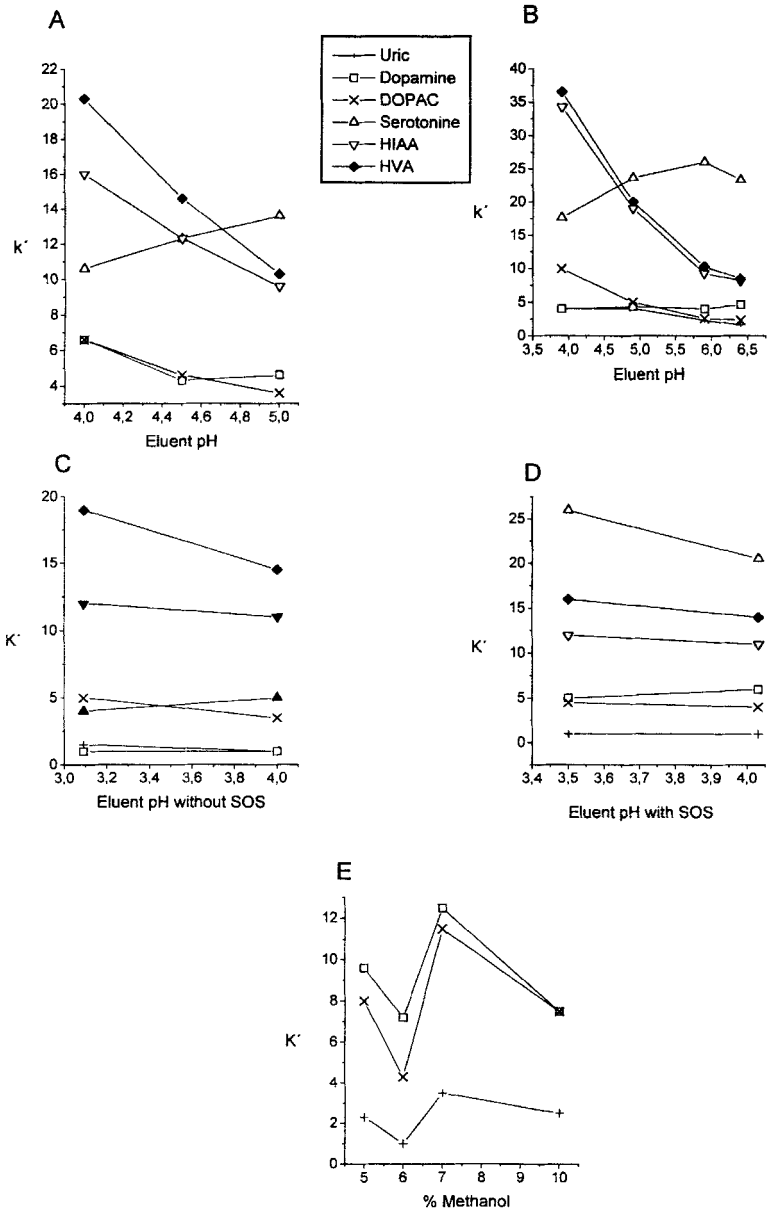 A
22
20
18
16
14
12
10
8
6
4
k´
4,0 4,2 4,4 4,6 4,8 5,0
Eluent pH
Uric
Dopamine
DOPAC
Serotonine
HIAA
HVA
B
40
35
30
25
20
15
10
5
0
k´
3,5 4,0 4,5 5,0 5,5 6,0 6,5
Eluent pH
C
20
15
10
5
0
K´
3,0 3,2 3,4 3,6 3,8 4,0
Eluent pH without SOS
D
25
20
15
10
5
0
K´
3,4 3,5 3,6 3,7 3,8 3,9 4,0
Eluent pH with SOS
E
12
10
8
6
4
2
0
K´
5 6 7 8 9 10
% Methanol